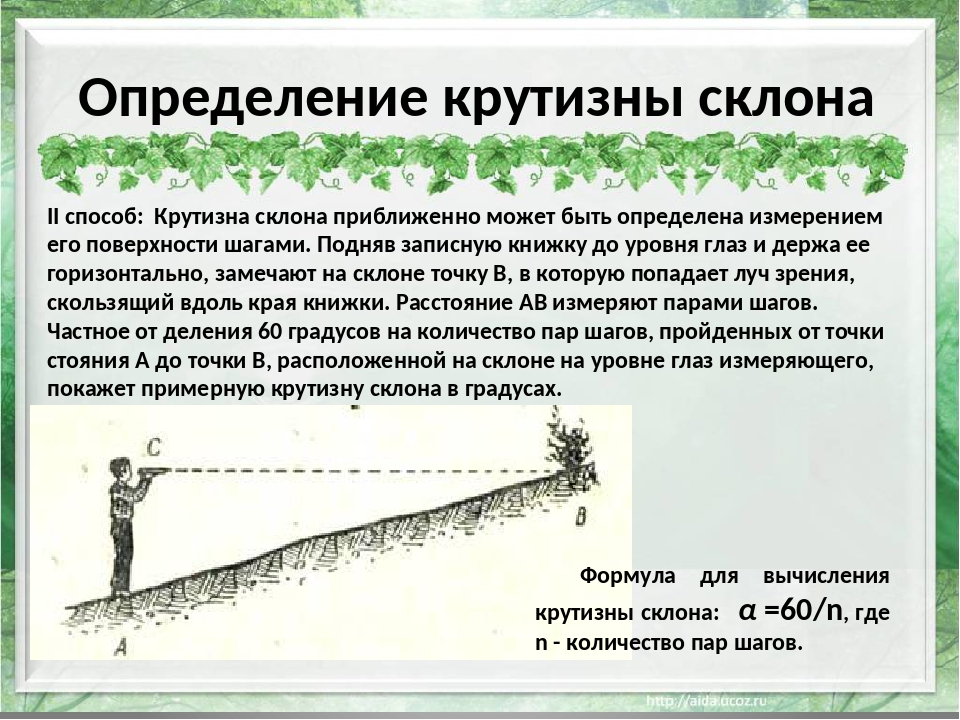 Определение крутизны склона
II способ: Крутизна склона приближенно может быть определена измерением
его поверхности шагами. Подняв записную книжку до уровня глаз и держа ее
горизонтально, замечают на склоне точку В, в которую попадает луч зрения,
скользящий вдоль края книжки. Расстояние АВ измеряют парами шагов.
Частное от деления 60 градусов на количество пар шагов, пройденных от точки
стояния А до точки В, расположенной на склоне на уровне глаз измеряющего,
покажет примерную крутизну склона в градусах.
С
В
А
Формула для вычисления
крутизны склона: α =60/n, где
n - количество пар шагов.
http://aida.ucoz.ru